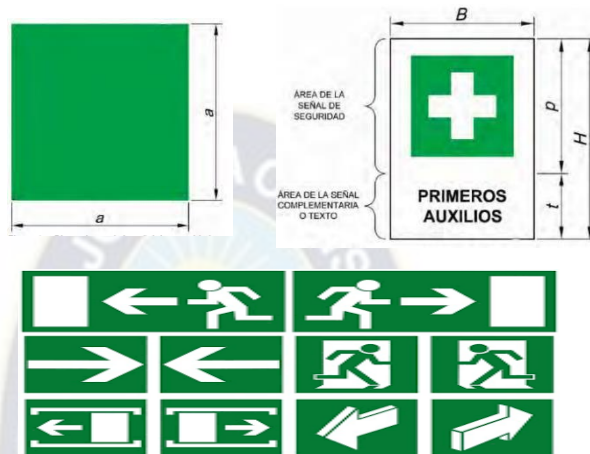 a
a
B
ÁREA DE LA
SEÑAL DE
SEGURIDAD
p
H
ÁREA DE LA SEÑAL
COMPLEMENTARIA
O TEXTO
t
PRIMEROS
AUXILIOS